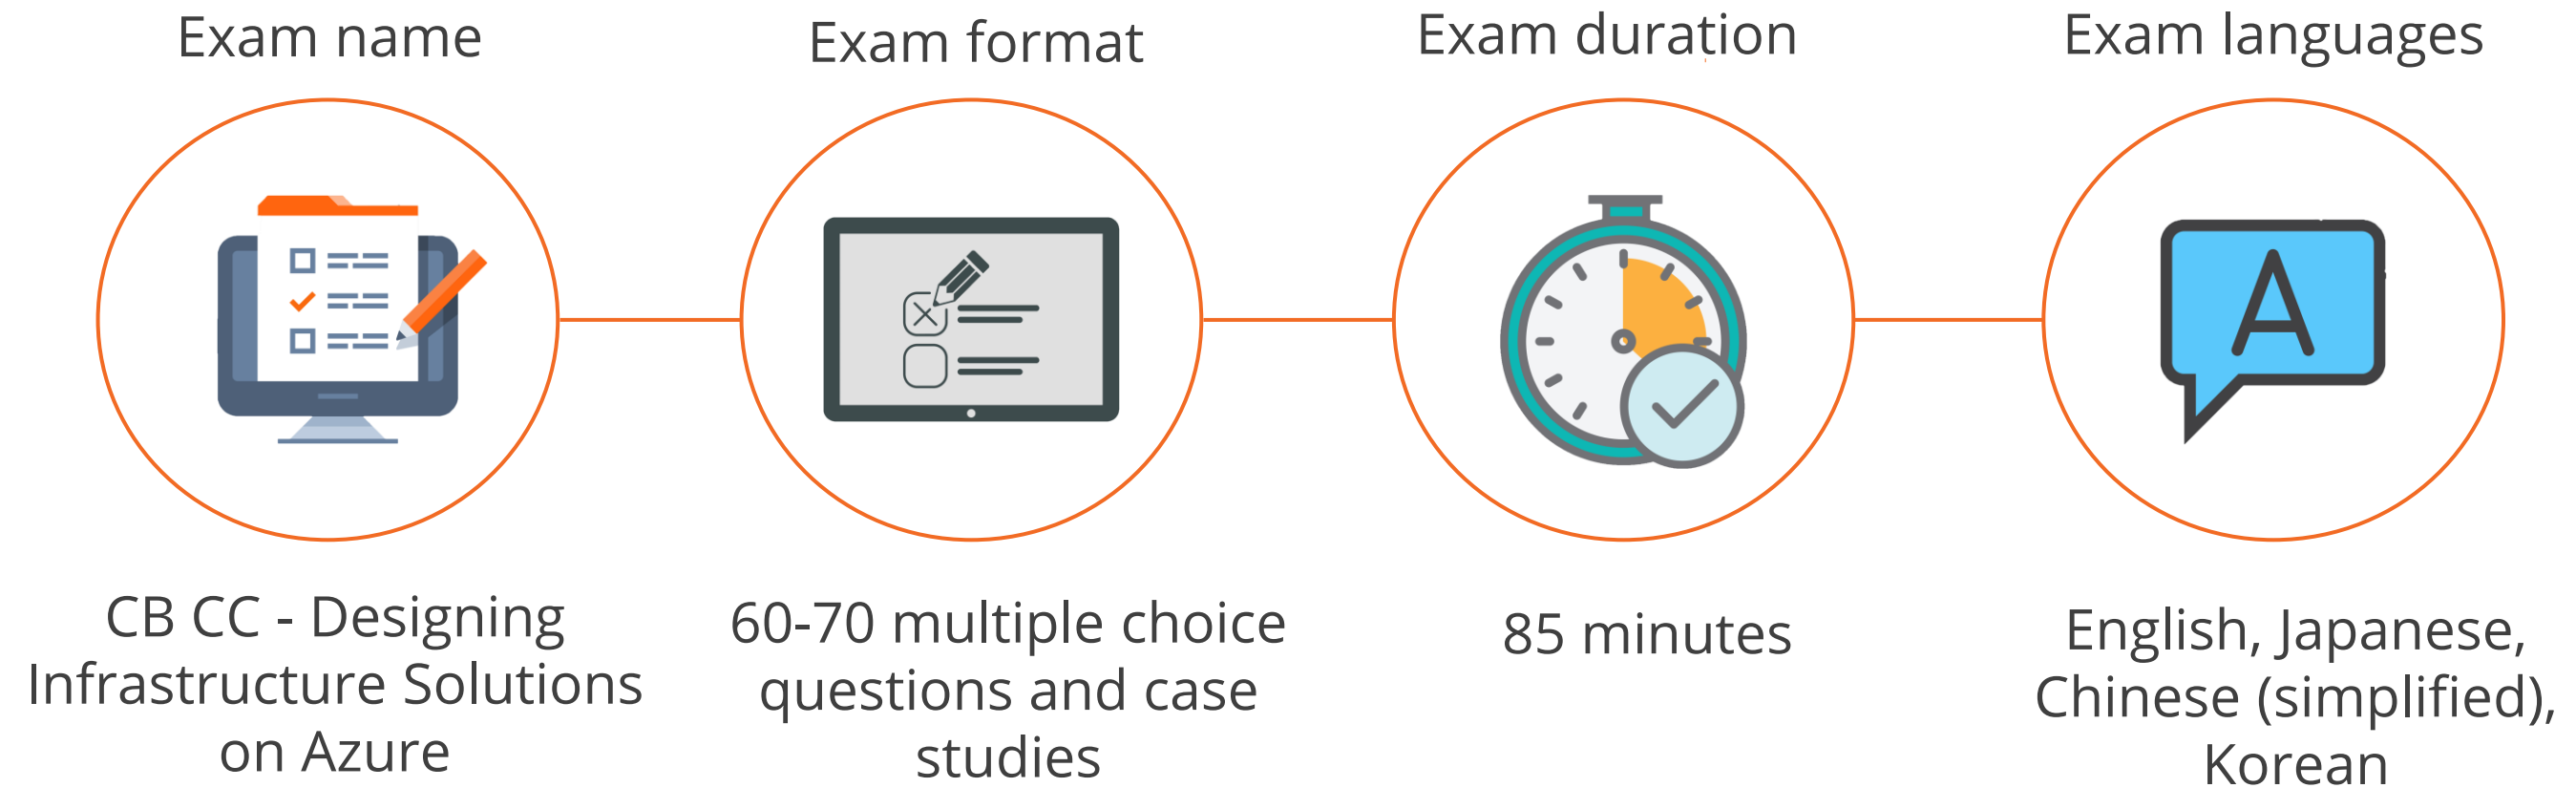 Exam name
CB CC - Designing
Infrastructure Solutions
on Azure
Exam format
60-70 multiple choice
questions and case
studies
Exam duration
85 minutes
Exam languages
A
English, Japanese,
Chinese (simplified),
Korean